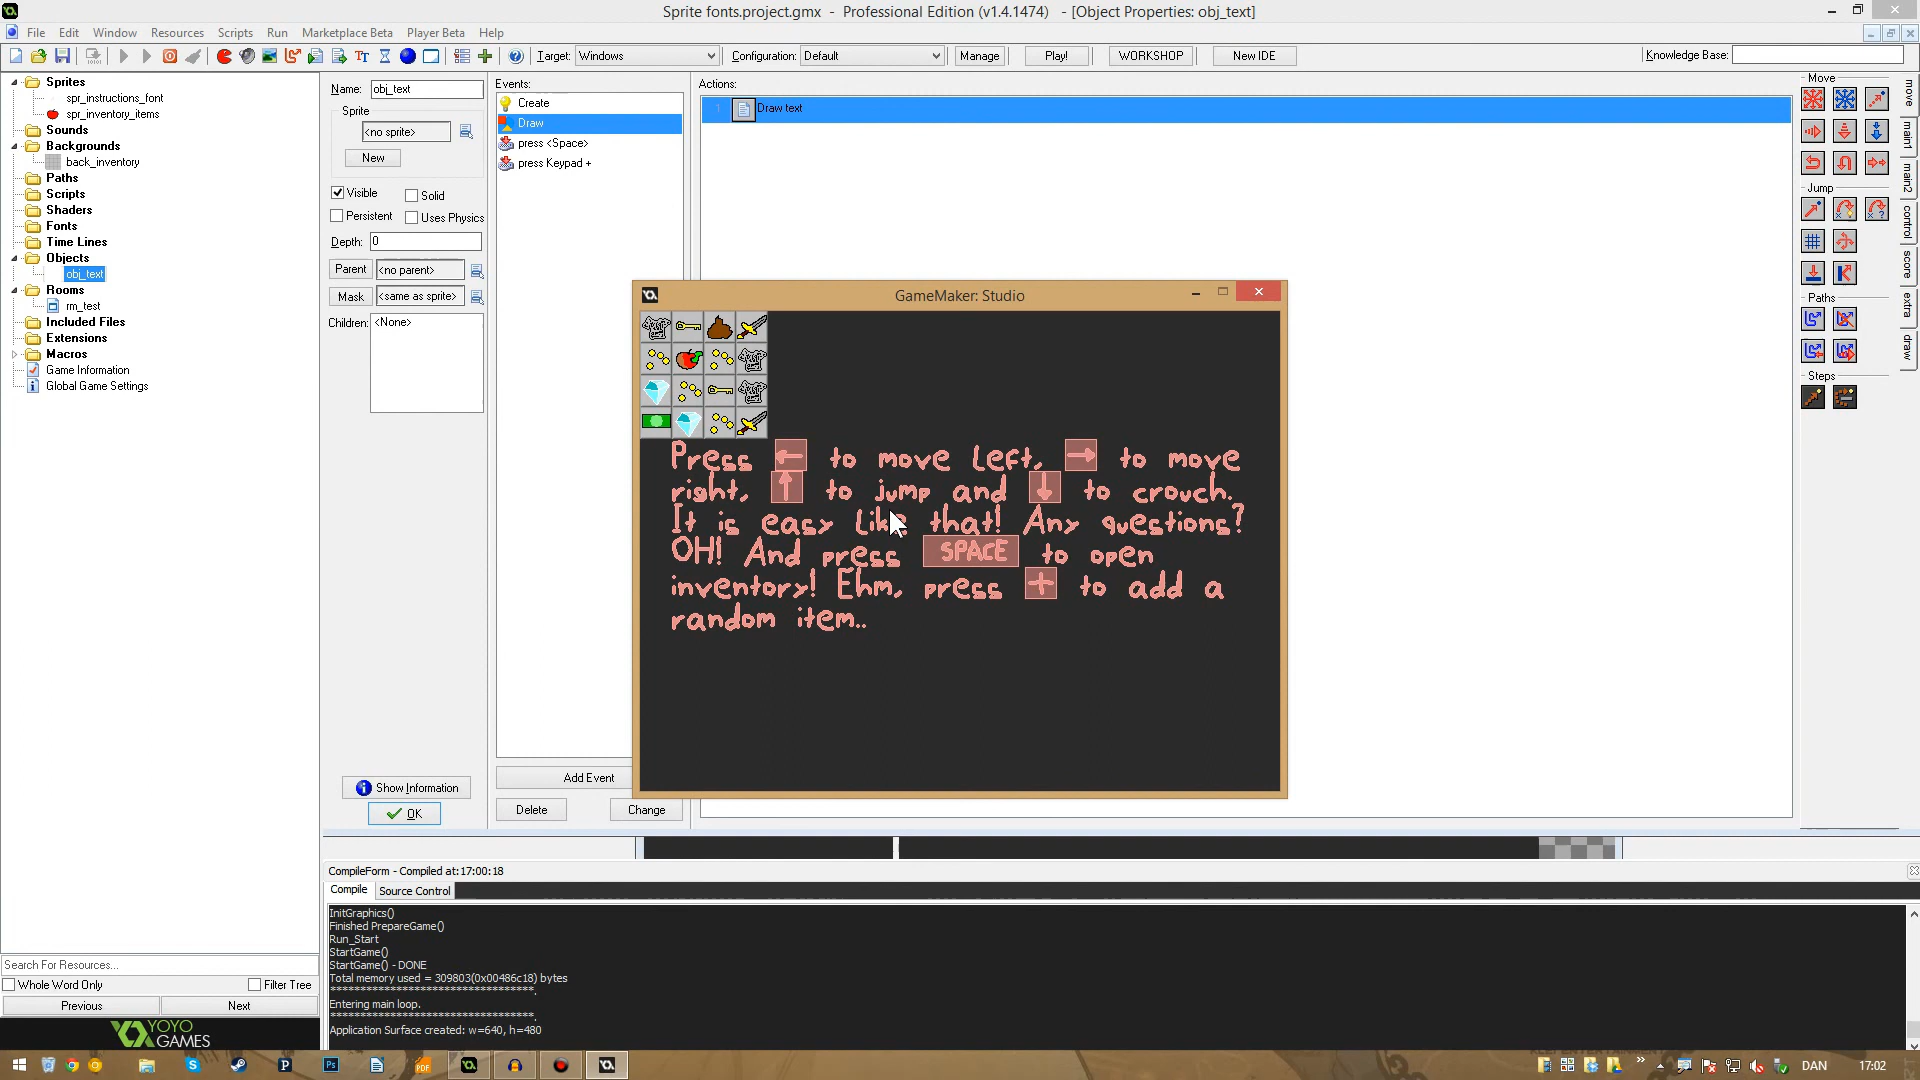 Sprite fonts.project.gmx - Professional Edition (v1.4.1474) - [Object Properties: obj_text]
File Edit Window Resources Scripts Run Marketplace Beta Player Beta Help
Target: Windows Configuration: Default Manage Play! WORKSHOP New IDE Knowledge Base:
Sprites
spr_instructions_font
spr_inventory_items
Sounds
Backgrounds
back_inventory
Paths
Scripts
Shaders
Fonts
Time Lines
Objects
obj_text
Rooms
rm_test
Included Files
Extensions
Macros
Game Information
Global Game Settings
Search For Resources...
Whole Word Only Filter Tree
Previous Next
YOYO
GAMES
Name: obj_text
Sprite
<no sprite>
New
Visible Solid
Persistent Uses Physics
Depth: 0
Parent <no parent>
Mask <same as sprite>
Children: <None>
Show Information
OK
Events:
Create
Draw
press <Space>
press Keypad +
Add Event
Delete Change
Actions:
1 Draw text
GameMaker: Studio
Press ← to move left, → to move
right, ↑ to jump and ↓ to crouch.
It is easy like that! Any questions?
OH! And press SPACE to open
inventory! Ehm, press + to add a
random item..
Move
Jump
Paths
Steps
move
main1
main2
control
score
extra
draw
CompileForm - Compiled at:17:00:18
Compile Source Control
InitGraphics()
Finished PrepareGame()
Run_Start
StartGame()
StartGame() - DONE
Total memory used = 309803(0x00486c18) bytes
***********************************.
Entering main loop.
***********************************.
Application Surface created: w=640, h=480
DAN 17:02